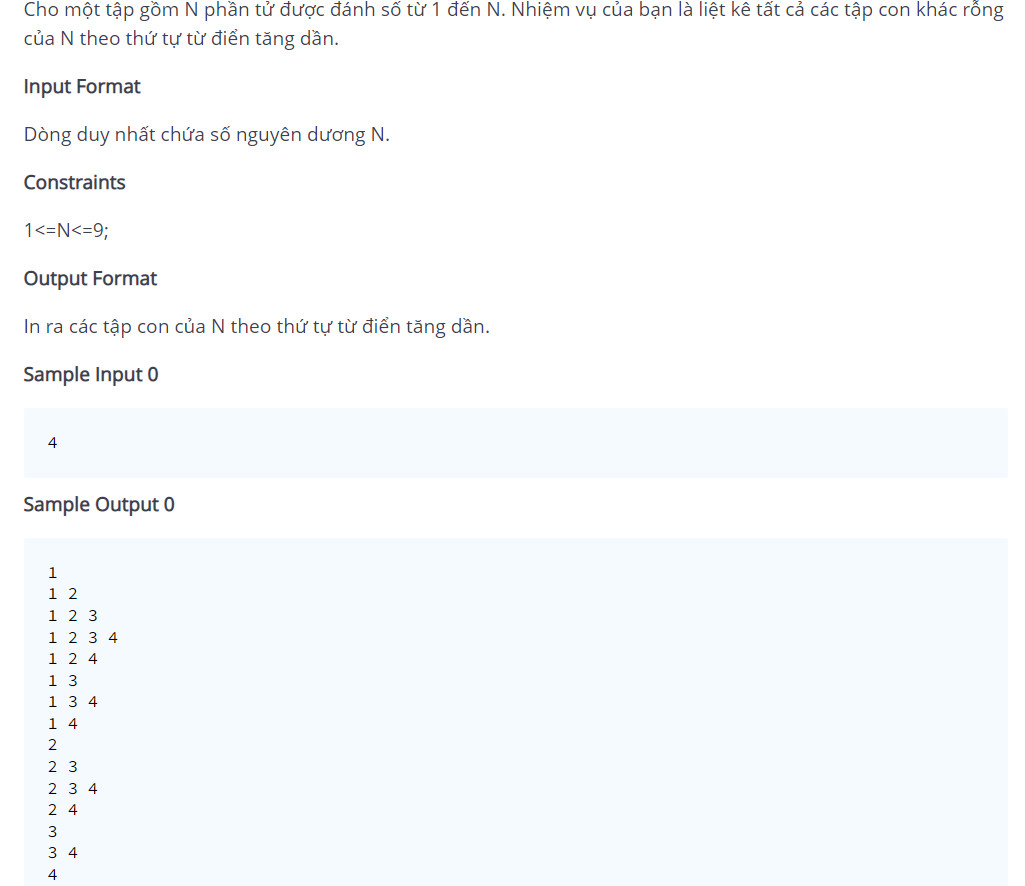 Cho một tập gồm N phần tử được đánh số từ 1 đến N. Nhiệm vụ của bạn là liệt kê tất cả các tập con khác rỗng
của N theo thứ tự từ điển tăng dần.
Input Format
Dòng duy nhất chứa số nguyên dương N.
Constraints
1<=N<=9;
Output Format
In ra các tập con của N theo thứ tự từ điển tăng dần.
Sample Input 0
4
Sample Output 0
1
1 2
1 2 3
1 2 3 4
1 2 4
1 3
1 3 4
1 4
2
2 3
2 3 4
2 4
3
3 4
4